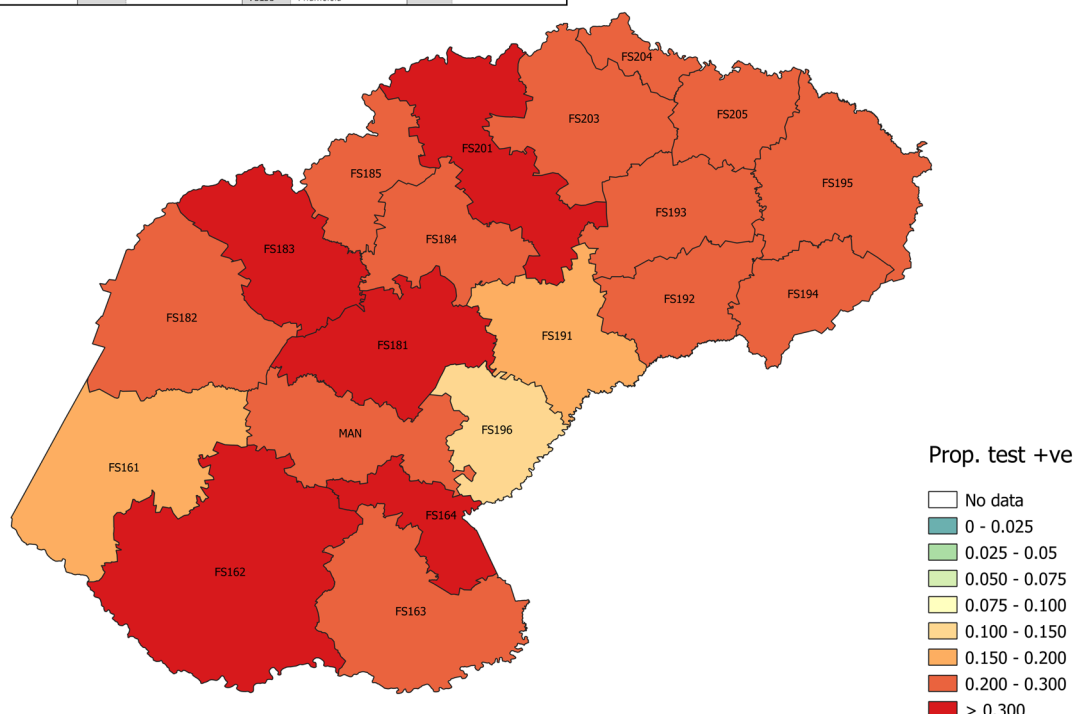 FS204
FS203
FS205
FS201
FS185
FS195
FS193
FS184
FS183
FS194
FS192
FS182
FS191
FS181
FS196
MAN
FS161
FS164
FS162
FS163
Prop. test +ve
No data
0 - 0.025
0.025 - 0.05
0.050 - 0.075
0.075 - 0.100
0.100 - 0.150
0.150 - 0.200
0.200 - 0.300
> 0.300